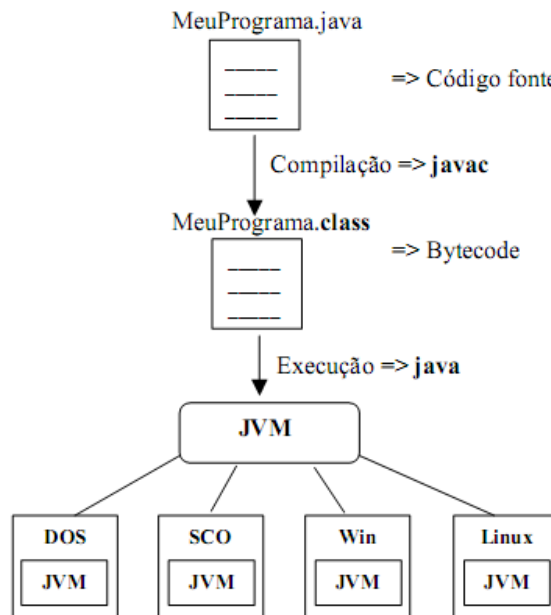 MeuPrograma.java
=> Código fonte
Compilação => javac
MeuPrograma.class
=> Bytecode
Execução => java
JVM
DOS SCO Win Linux
JVM JVM JVM JVM